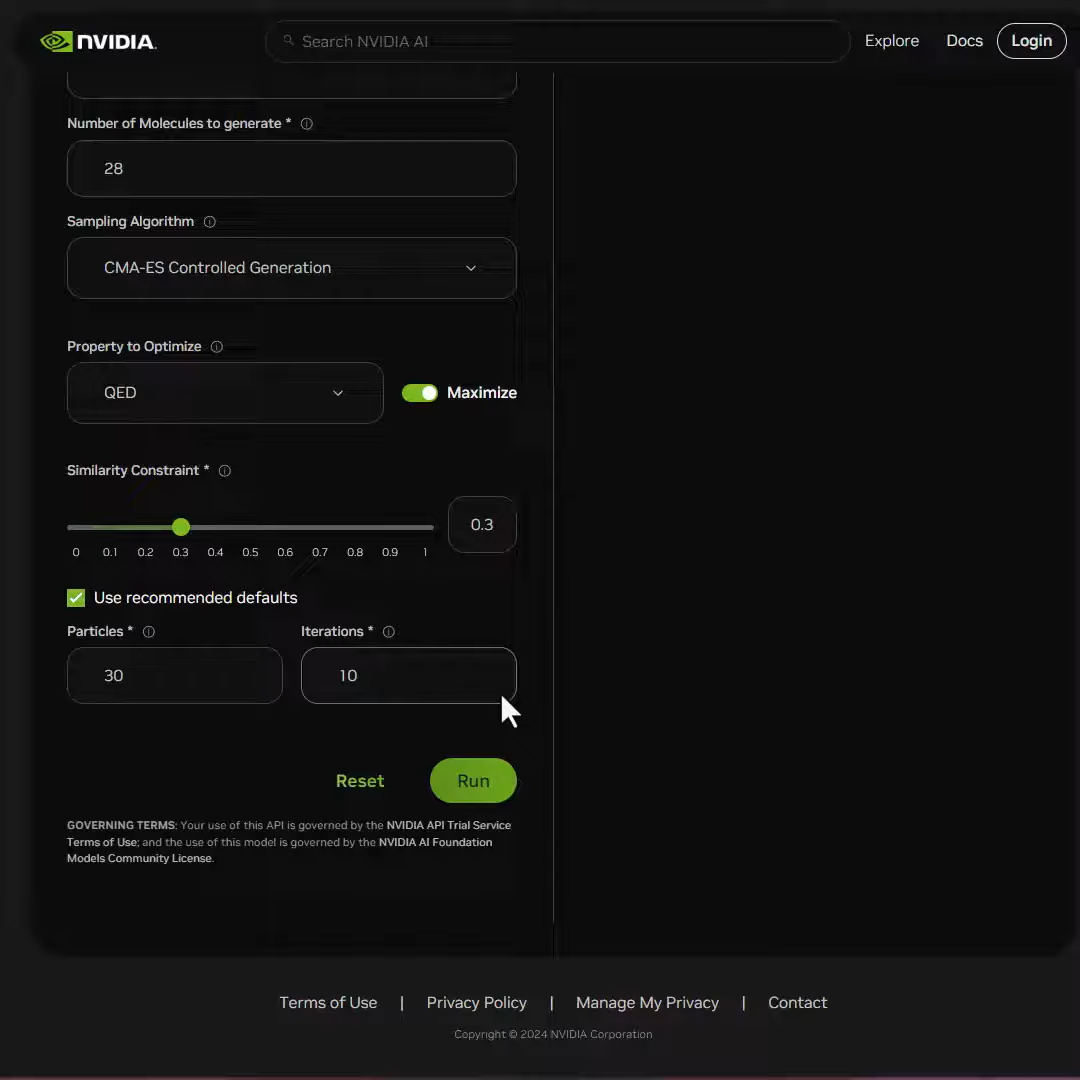 NVIDIA.
Search NVIDIA AI
Explore
Docs
Login
Number of Molecules to generate *
28
Sampling Algorithm
CMA-ES Controlled Generation
Property to Optimize
QED
Maximize
Similarity Constraint *
0.3
0 0.1 0.2 0.3 0.4 0.5 0.6 0.7 0.8 0.9 1
Use recommended defaults
Particles *
Iterations *
30
10
Reset
Run
GOVERNING TERMS: Your use of this API is governed by the NVIDIA API Trial Service
Terms of Use; and the use of this model is governed by the NVIDIA AI Foundation
Models Community License.
Terms of Use | Privacy Policy | Manage My Privacy | Contact
Copyright © 2024 NVIDIA Corporation